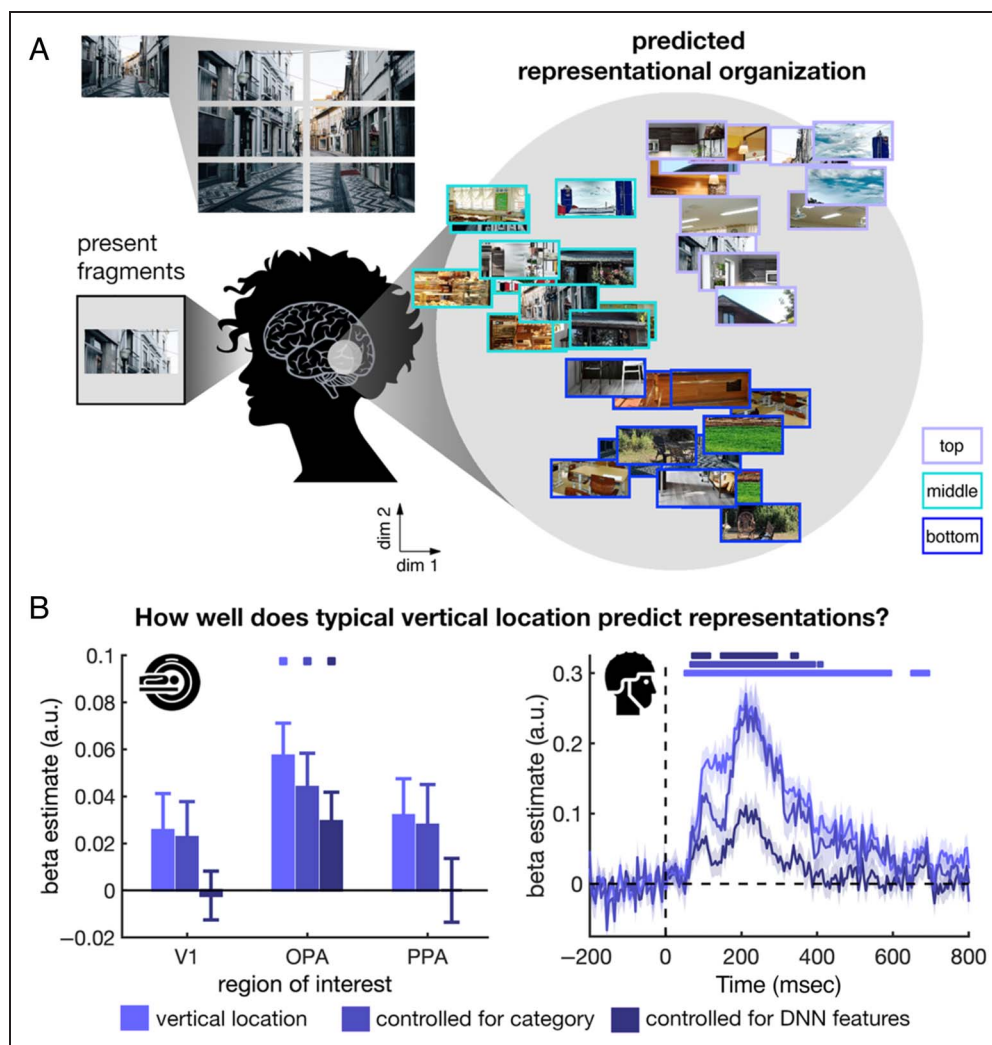 A
predicted
representational organization
present
fragments
top
middle
bottom
dim 2
dim 1
B
How well does typical vertical location predict representations?
beta estimate (a.u.)
0.1
0.08
0.06
0.04
0.02
0
−0.02
V1
OPA
PPA
region of interest
beta estimate (a.u.)
0.3
0.2
0.1
0
−200
0
200
400
600
800
Time (msec)
vertical location
controlled for category
controlled for DNN features